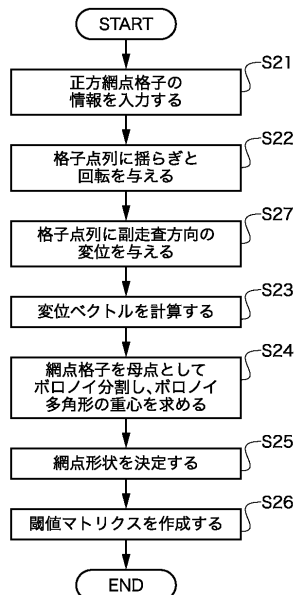 START
S21
正方網点格子の
情報を入力する
S22
格子点列に揺らぎと
回転を与える
S27
格子点列に副走査方向の
変位を与える
S23
変位ベクトルを計算する
S24
網点格子を母点として
ボロノイ分割し、ボロノイ
多角形の重心を求める
S25
網点形状を決定する
S26
閾値マトリクスを作成する
END